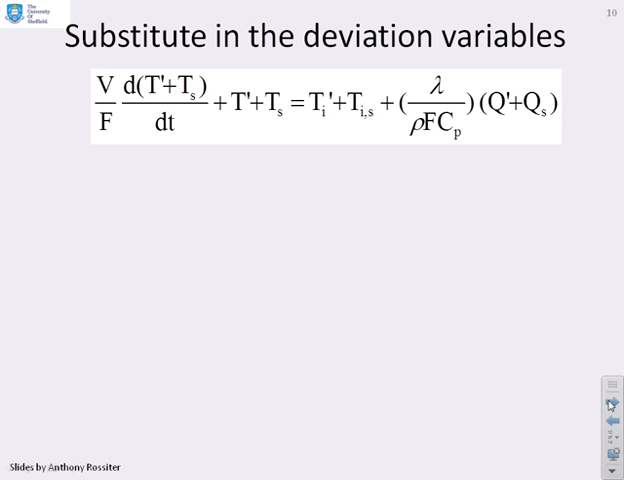 The
University
Of
Sheffield.
10
Substitute in the deviation variables
V/F d(T'+Tₛ)/dt + T'+Tₛ = Tᵢ'+Tᵢ,ₛ + (λ/ρFCₚ)(Q'+Qₛ)
Slides by Anthony Rossiter